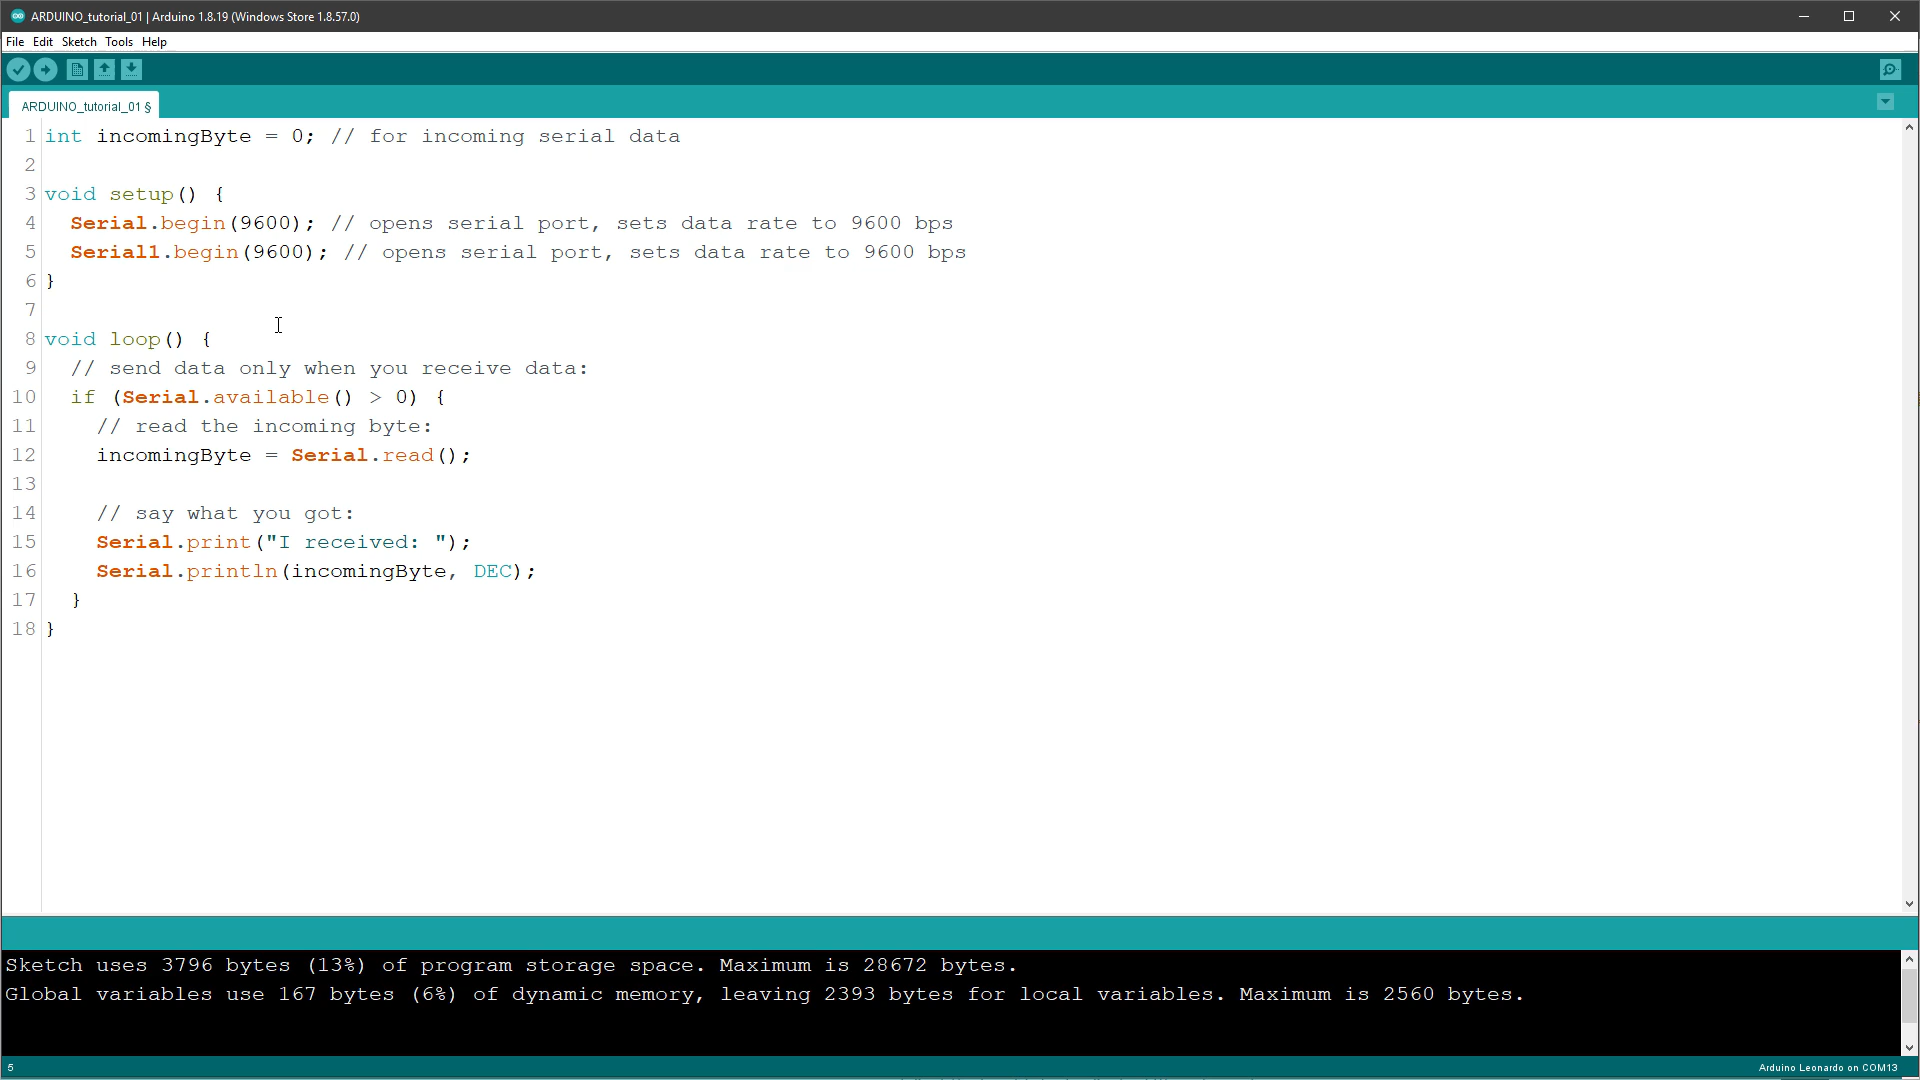 ARDUINO_tutorial_01 | Arduino 1.8.19 (Windows Store 1.8.57.0)
File Edit Sketch Tools Help
ARDUINO_tutorial_01 §
1 int incomingByte = 0; // for incoming serial data
2
3 void setup() {
4   Serial.begin(9600); // opens serial port, sets data rate to 9600 bps
5   Serial1.begin(9600); // opens serial port, sets data rate to 9600 bps
6 }
7
8 void loop() {
9   // send data only when you receive data:
10   if (Serial.available() > 0) {
11     // read the incoming byte:
12     incomingByte = Serial.read();
13
14     // say what you got:
15     Serial.print("I received: ");
16     Serial.println(incomingByte, DEC);
17   }
18 }
Sketch uses 3796 bytes (13%) of program storage space. Maximum is 28672 bytes.
Global variables use 167 bytes (6%) of dynamic memory, leaving 2393 bytes for local variables. Maximum is 2560 bytes.
5
Arduino Leonardo on COM13